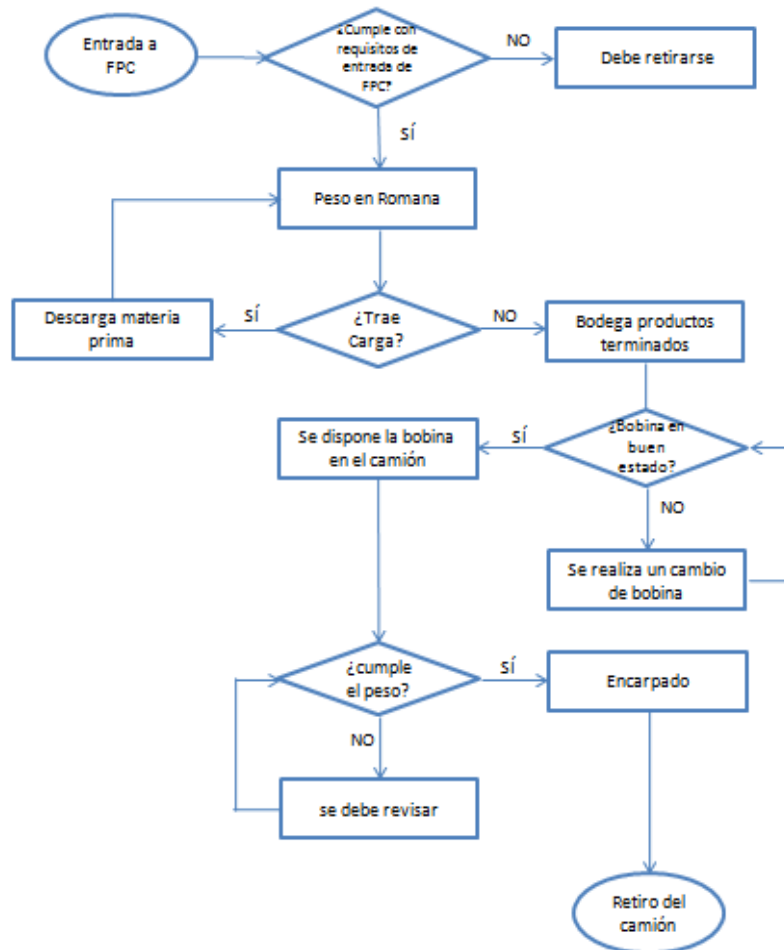 Entrada a
FPC
¿Cumple con
requisitos de
entrada de
FPC?
NO
Debe retirarse
SÍ
Peso en Romana
Descarga materia
prima
SÍ
¿Trae
Carga?
NO
Bodega productos
terminados
Se dispone la bobina
en el camión
SÍ
¿Bobina en
buen
estado?
NO
Se realiza un cambio
de bobina
¿cumple
el peso?
SÍ
Encarpado
NO
se debe revisar
Retiro del
camión